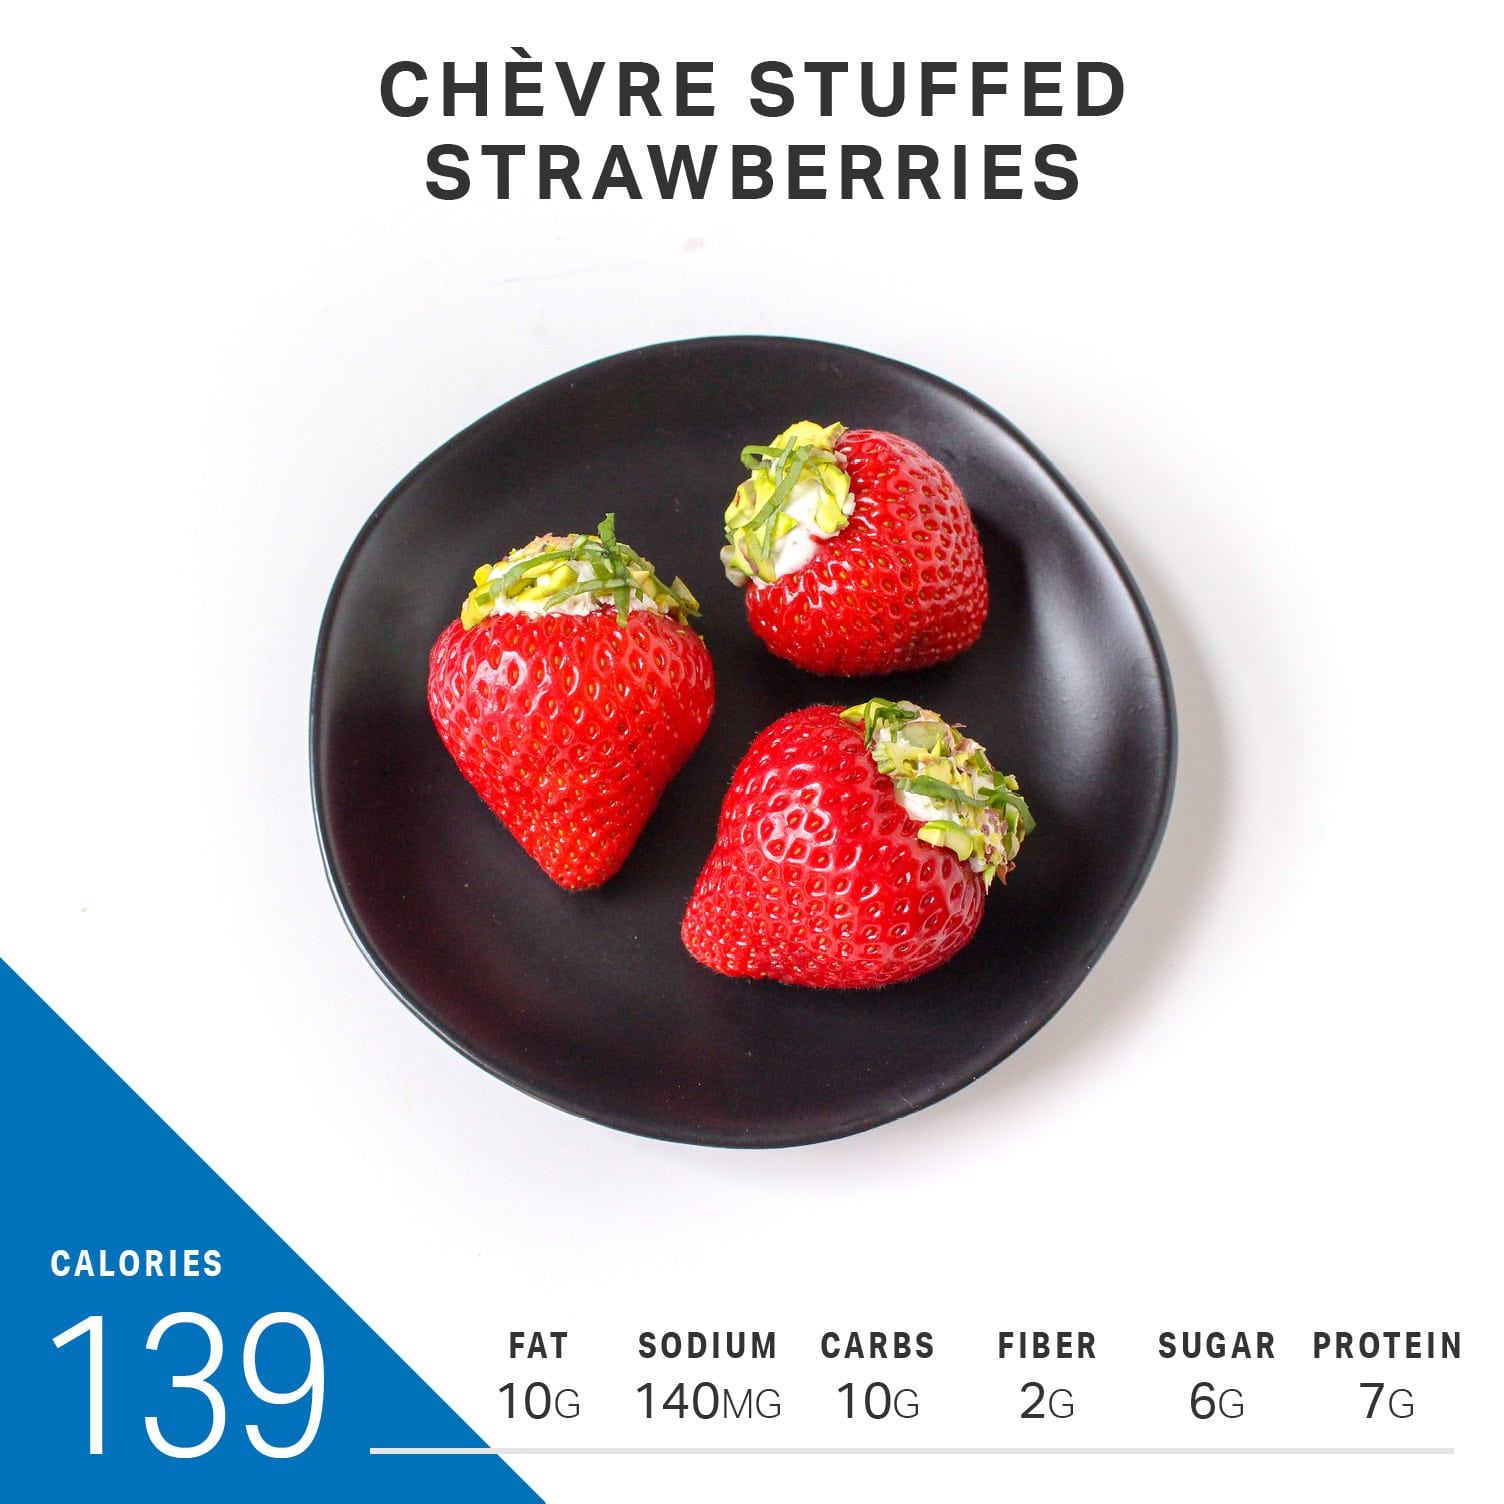 CHÈVRE STUFFED
STRAWBERRIES
CALORIES
139
FAT SODIUM CARBS FIBER SUGAR PROTEIN
10G 140MG 10G 2G 6G 7G